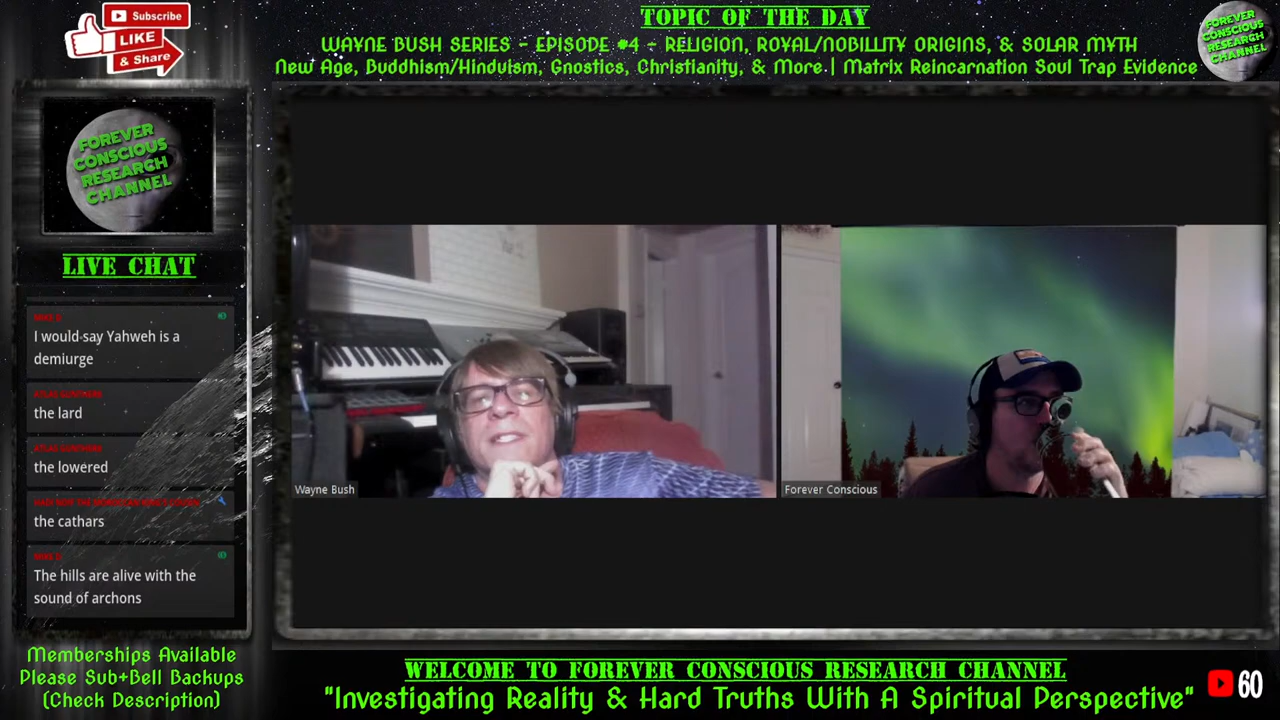 Subscribe
LIKE
& Share
TOPIC OF THE DAY
WAYNE BUSH SERIES - EPISODE #4 - RELIGION, ROYAL/NOBILLITY ORIGINS, & SOLAR MYTH
New Age, Buddhism/Hinduism, Gnostics, Christianity, & More | Matrix Reincarnation Soul Trap Evidence
FOREVER
CONSCIOUS
RESEARCH
CHANNEL
FOREVER
CONSCIOUS
RESEARCH
CHANNEL
LIVE CHAT
I would say Yahweh is a
demiurge
the lard
the lowered
the cathars
The hills are alive with the
sound of archons
Wayne Bush
Forever Conscious
Memberships Available
Please Sub+Bell Backups
(Check Description)
WELCOME TO FOREVER CONSCIOUS RESEARCH CHANNEL
"Investigating Reality & Hard Truths With A Spiritual Perspective"
60